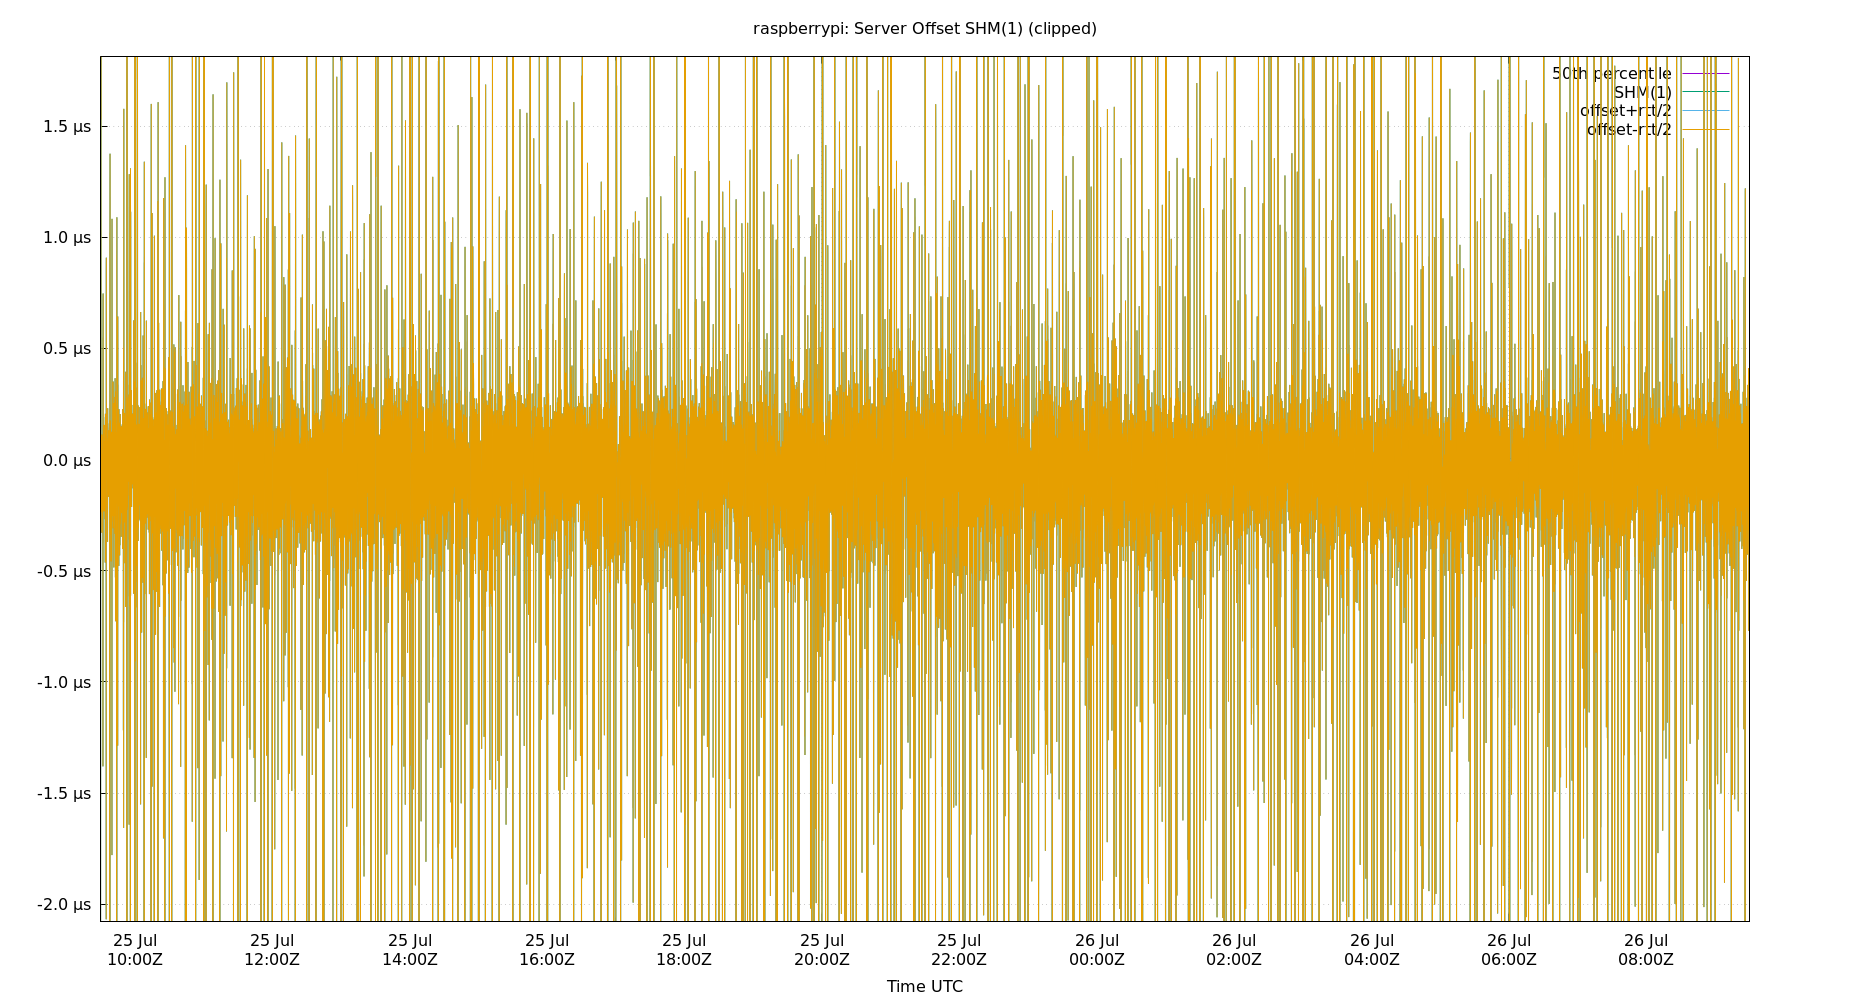 raspberrypi: Server Offset SHM(1) (clipped)
50th percentile
SHM(1)
offset+rtt/2
offset-rtt/2
1.5 µs
1.0 µs
0.5 µs
0.0 µs
-0.5 µs
-1.0 µs
-1.5 µs
-2.0 µs
25 Jul 25 Jul 25 Jul 25 Jul 25 Jul 25 Jul 25 Jul 26 Jul 26 Jul 26 Jul 26 Jul 26 Jul
10:00Z 12:00Z 14:00Z 16:00Z 18:00Z 20:00Z 22:00Z 00:00Z 02:00Z 04:00Z 06:00Z 08:00Z
Time UTC